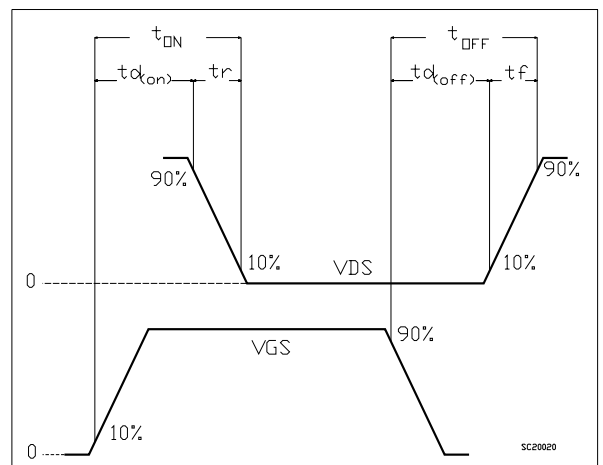 tON tOFF
td(on) tr td(off) tf
90% 90%
10% VDS 10%
0
VGS 90%
10%
0 SC20020